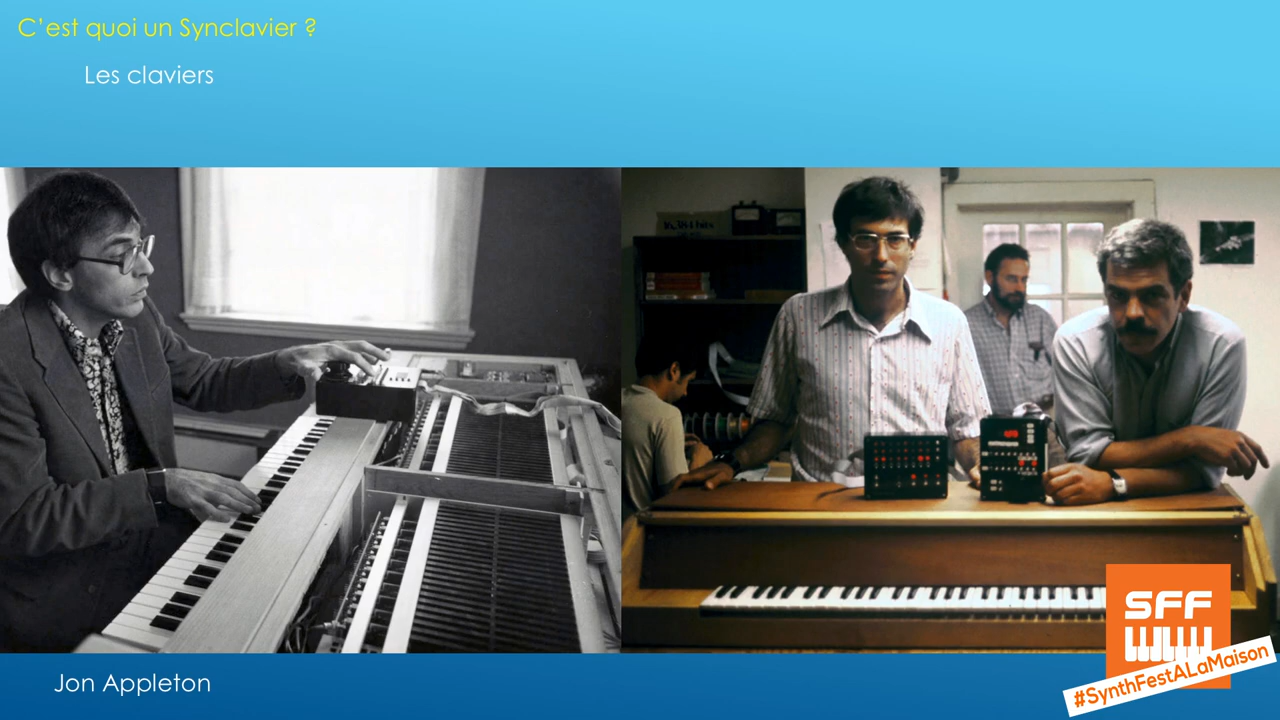 C'est quoi un Synclavier ?
Les claviers
Jon Appleton
SFF
#SynthFestALaMaison